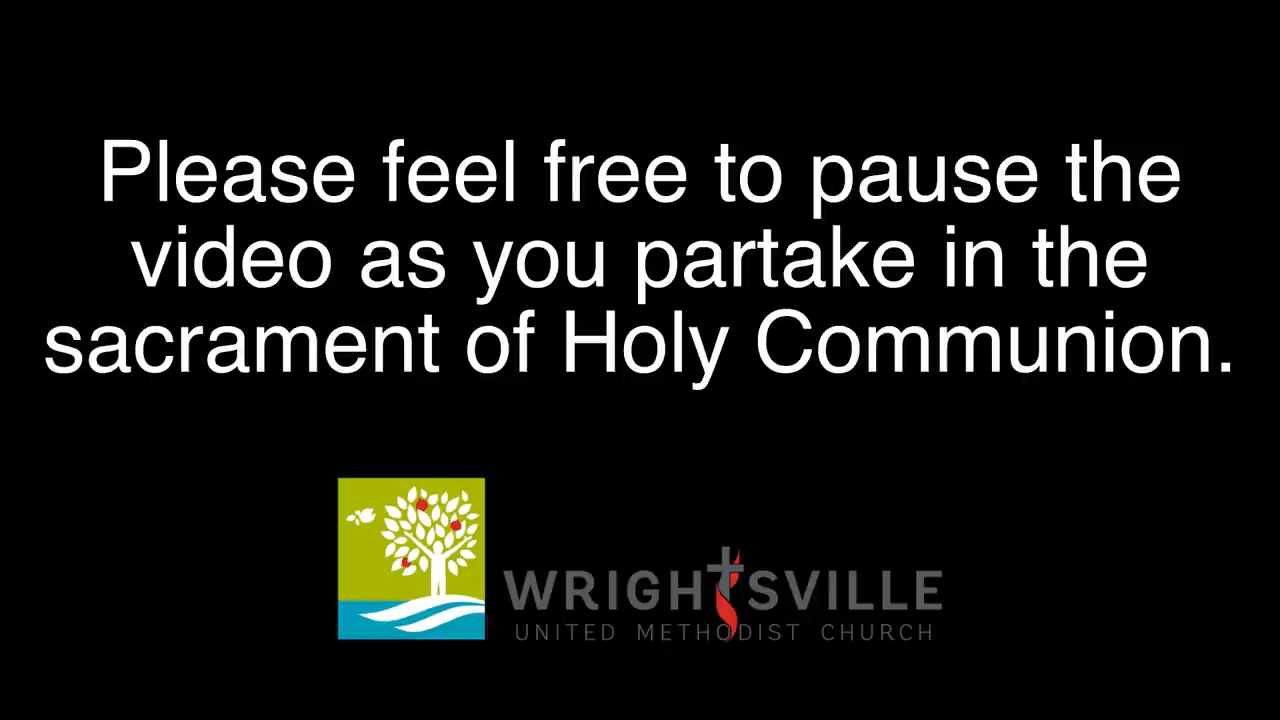 Please feel free to pause the
video as you partake in the
sacrament of Holy Communion.
WRIGHTSVILLE
UNITED METHODIST CHURCH